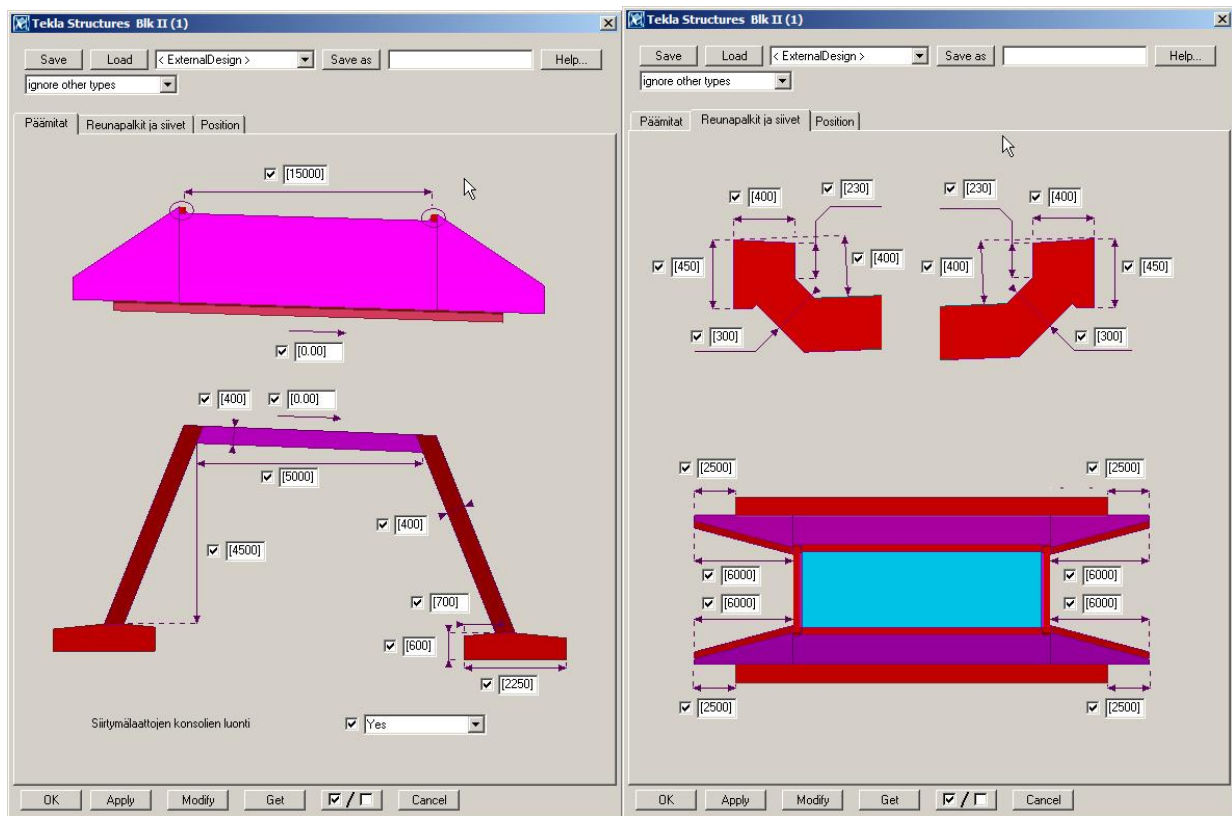 Tekla Structures Blk II (1)
Save Load < ExternalDesign > Save as Help...
ignore other types
Päämitat Reunapalkit ja siivet Position
[15000]
[0.00]
[400] [0.00]
[5000]
[400]
[4500]
[700]
[600]
[2250]
Siirtymälaattojen konsolien luonti Yes
OK Apply Modify Get / Cancel
Tekla Structures Blk II (1)
Save Load < ExternalDesign > Save as Help...
ignore other types
Päämitat Reunapalkit ja siivet Position
[230] [230]
[400] [400]
[450] [400] [400] [450]
[300] [300]
[2500] [2500]
[6000] [6000]
[6000] [6000]
[2500] [2500]
OK Apply Modify Get / Cancel